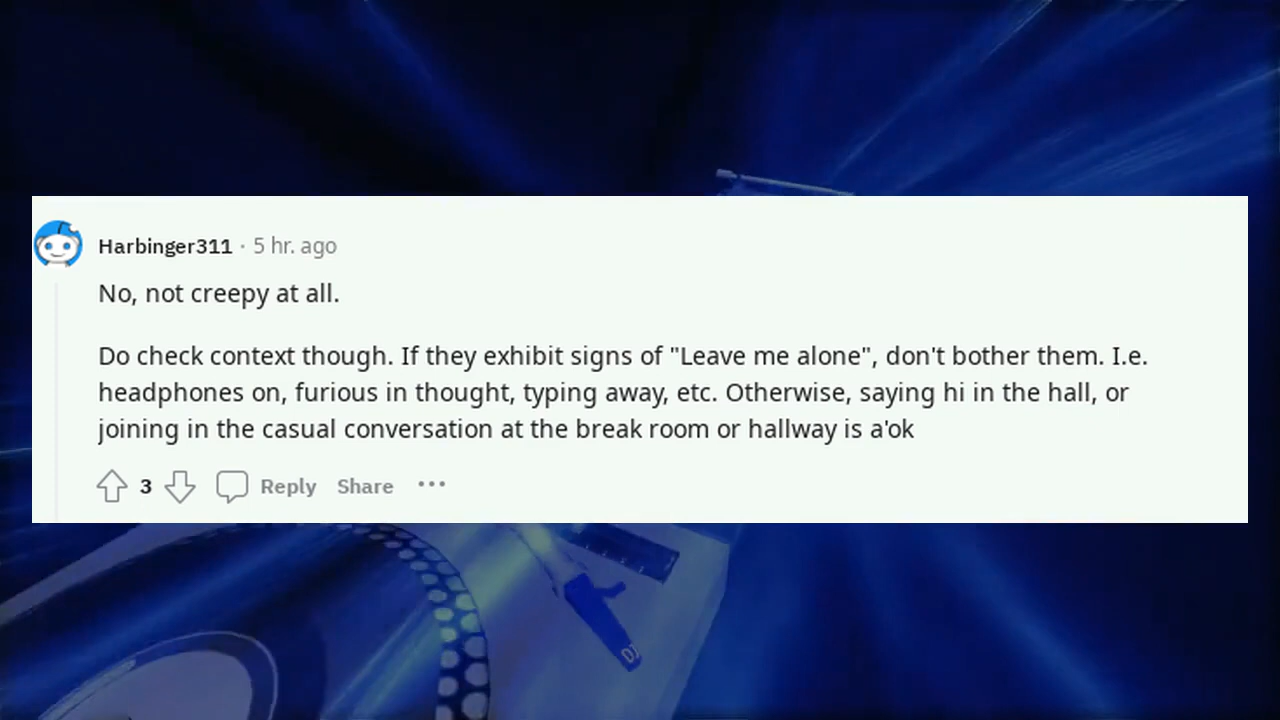 Harbinger311 · 5 hr. ago
No, not creepy at all.
Do check context though. If they exhibit signs of "Leave me alone", don't bother them. I.e.
headphones on, furious in thought, typing away, etc. Otherwise, saying hi in the hall, or
joining in the casual conversation at the break room or hallway is a'ok
3 Reply Share ···
DJ